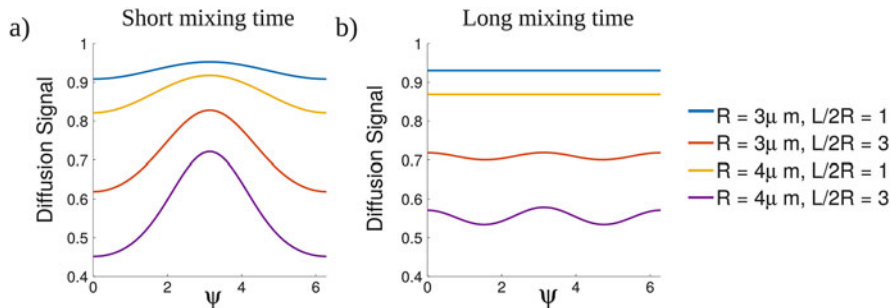 Short mixing time
Long mixing time
a)
b)
1
0.9
0.8
0.7
0.6
0.5
0.4
Diffusion Signal
0
2
4
6
ψ
1
0.9
0.8
0.7
0.6
0.5
0.4
Diffusion Signal
0
2
4
6
ψ
R = 3μ m, L/2R = 1
R = 3μ m, L/2R = 3
R = 4μ m, L/2R = 1
R = 4μ m, L/2R = 3